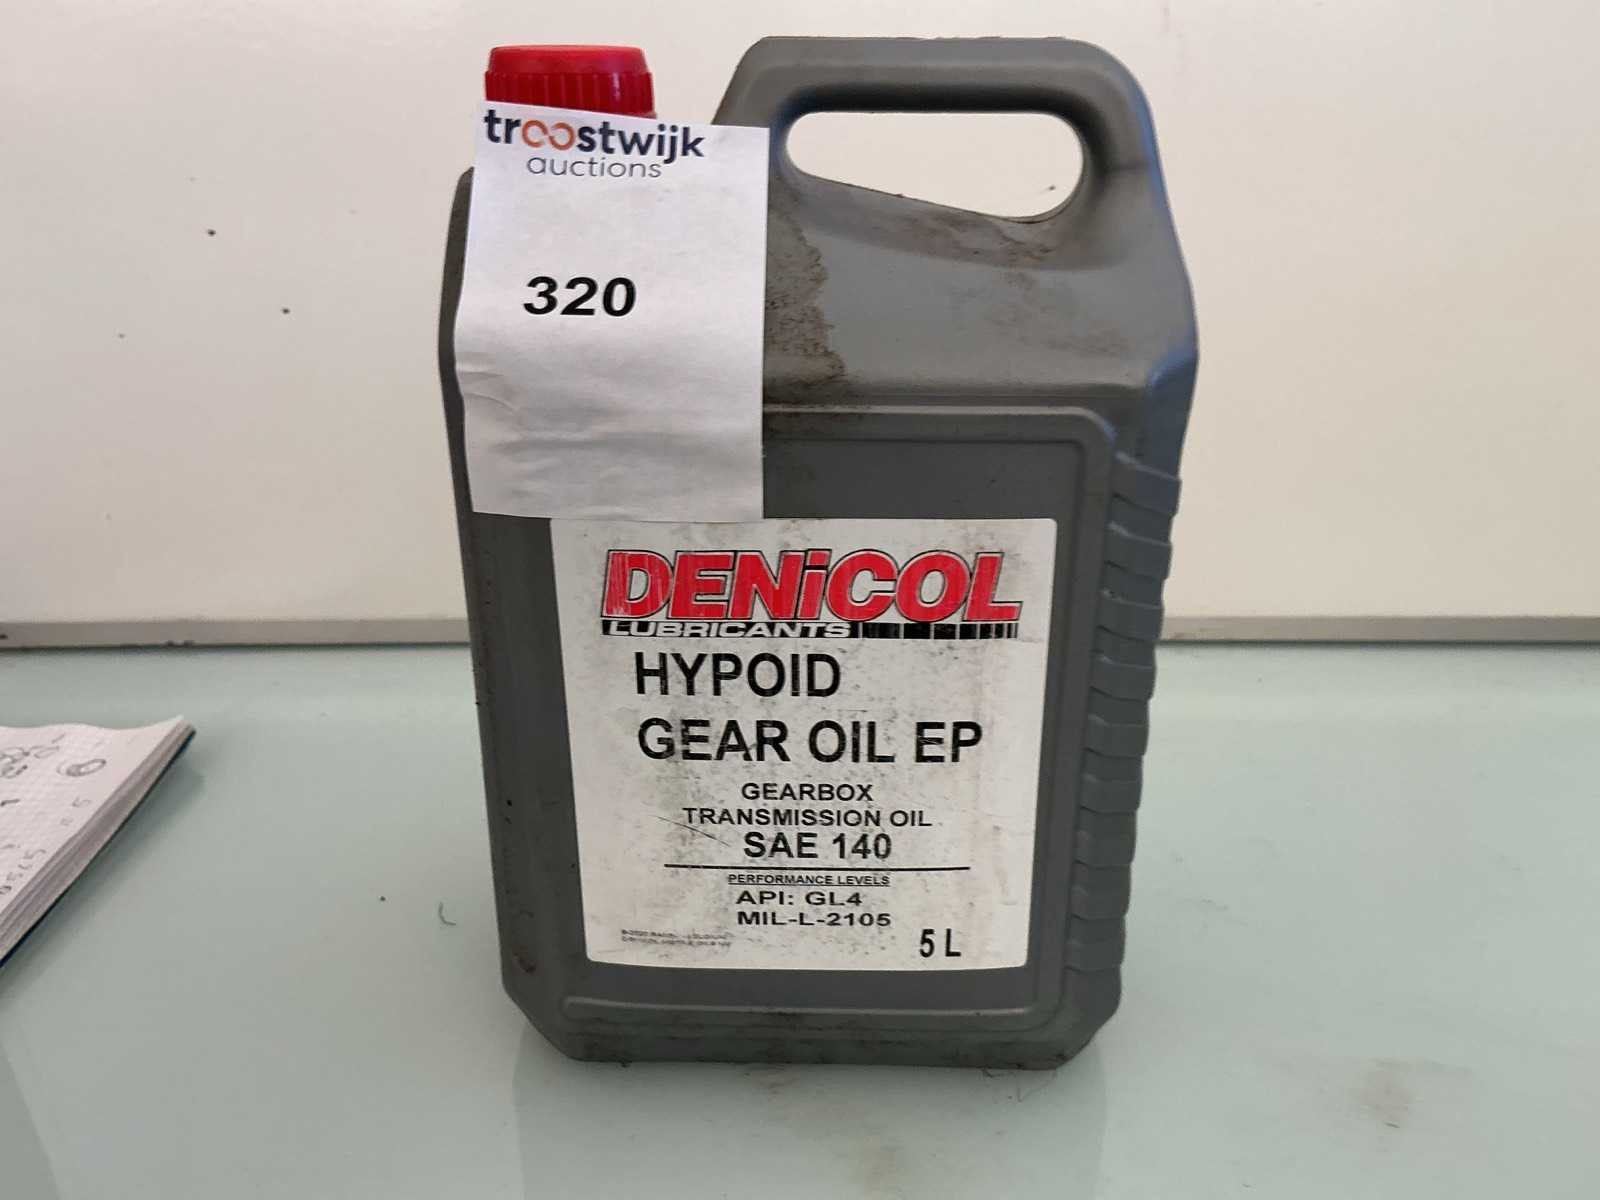 troostwijk
auctions
320
DENiCOL
LUBRICANTS
HYPOID
GEAR OIL EP
GEARBOX
TRANSMISSION OIL
SAE 140
PERFORMANCE LEVELS
API: GL4
MIL-L-2105
5 L